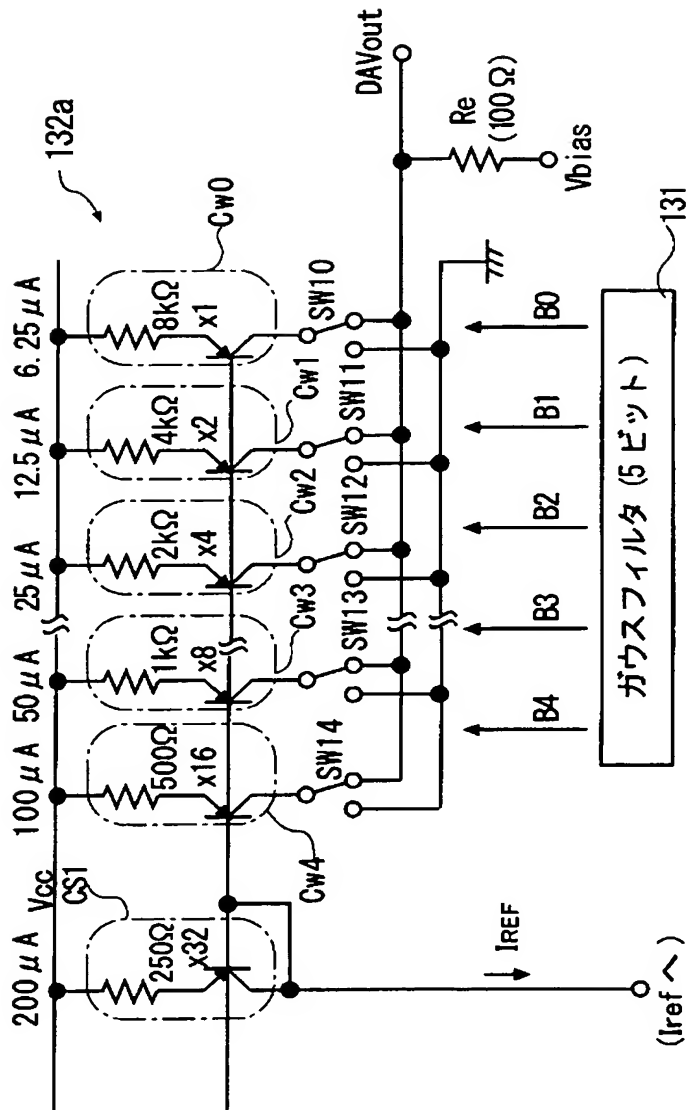 132a
200μA
100μA
50μA
25μA
12.5μA
6.25μA
Vcc
CS1
250Ω
x32
500Ω
x16
1kΩ
x8
2kΩ
x4
4kΩ
x2
8kΩ
x1
Cw4
Cw3
Cw2
Cw1
Cw0
SW14
SW13
SW12
SW11
SW10
DAVout
Re
(100Ω)
Vbias
IREF
(Iref へ)
B4
B3
B2
B1
B0
ガウスフィルタ (5 ビット)
131